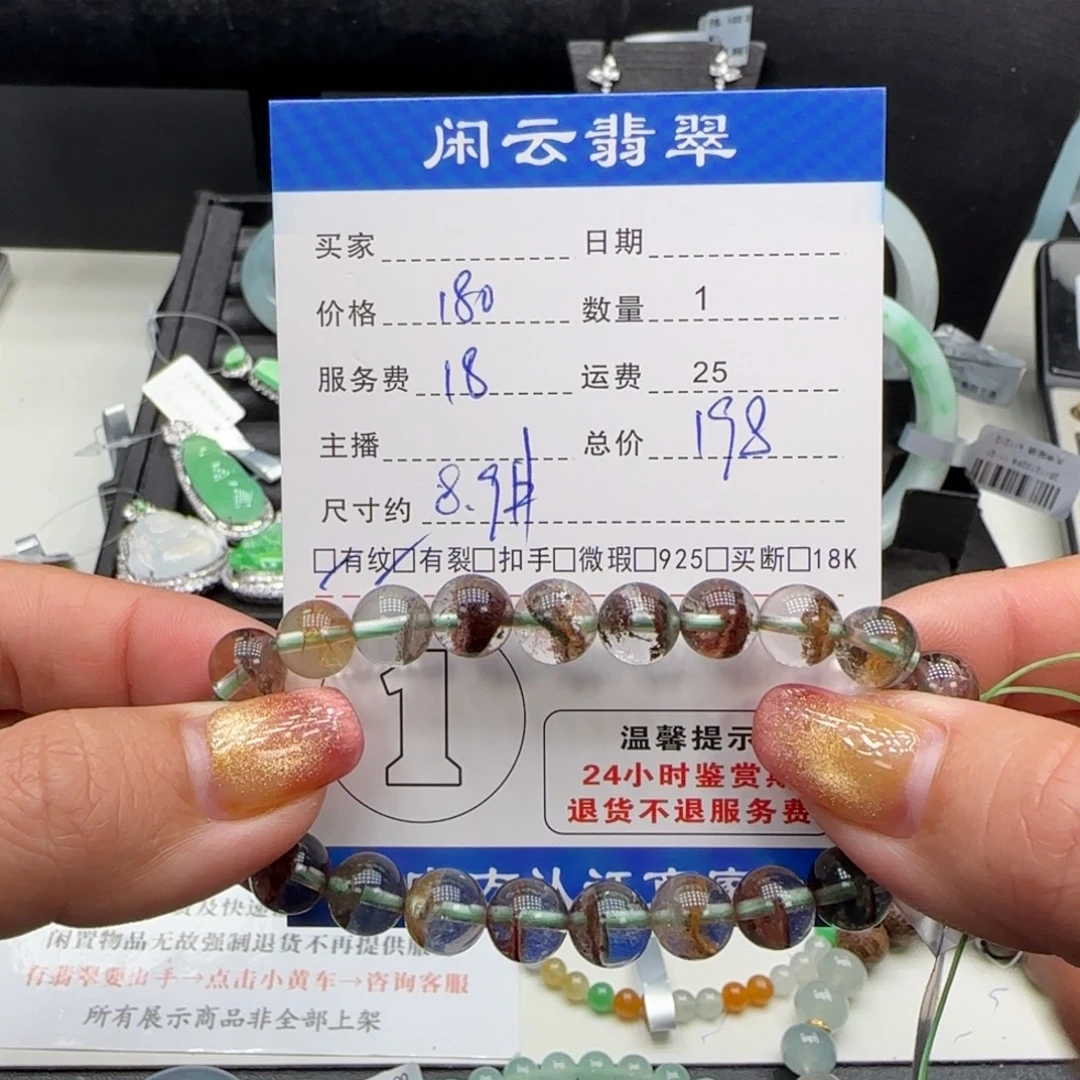 闲云翡翠
买家 日期
价格 180 数量 1
服务费 18 运费 25
主播 总价 198
尺寸约 8.9#
□有纹□有裂□扣手□微瑕□925□买断□18K
1
温馨提示
24小时鉴赏
退货不退服务费
及快递
闲置物品无故强制退货不再提供服
有翡翠要出手→点击小黄车→咨询客服
所有展示商品非全部上架